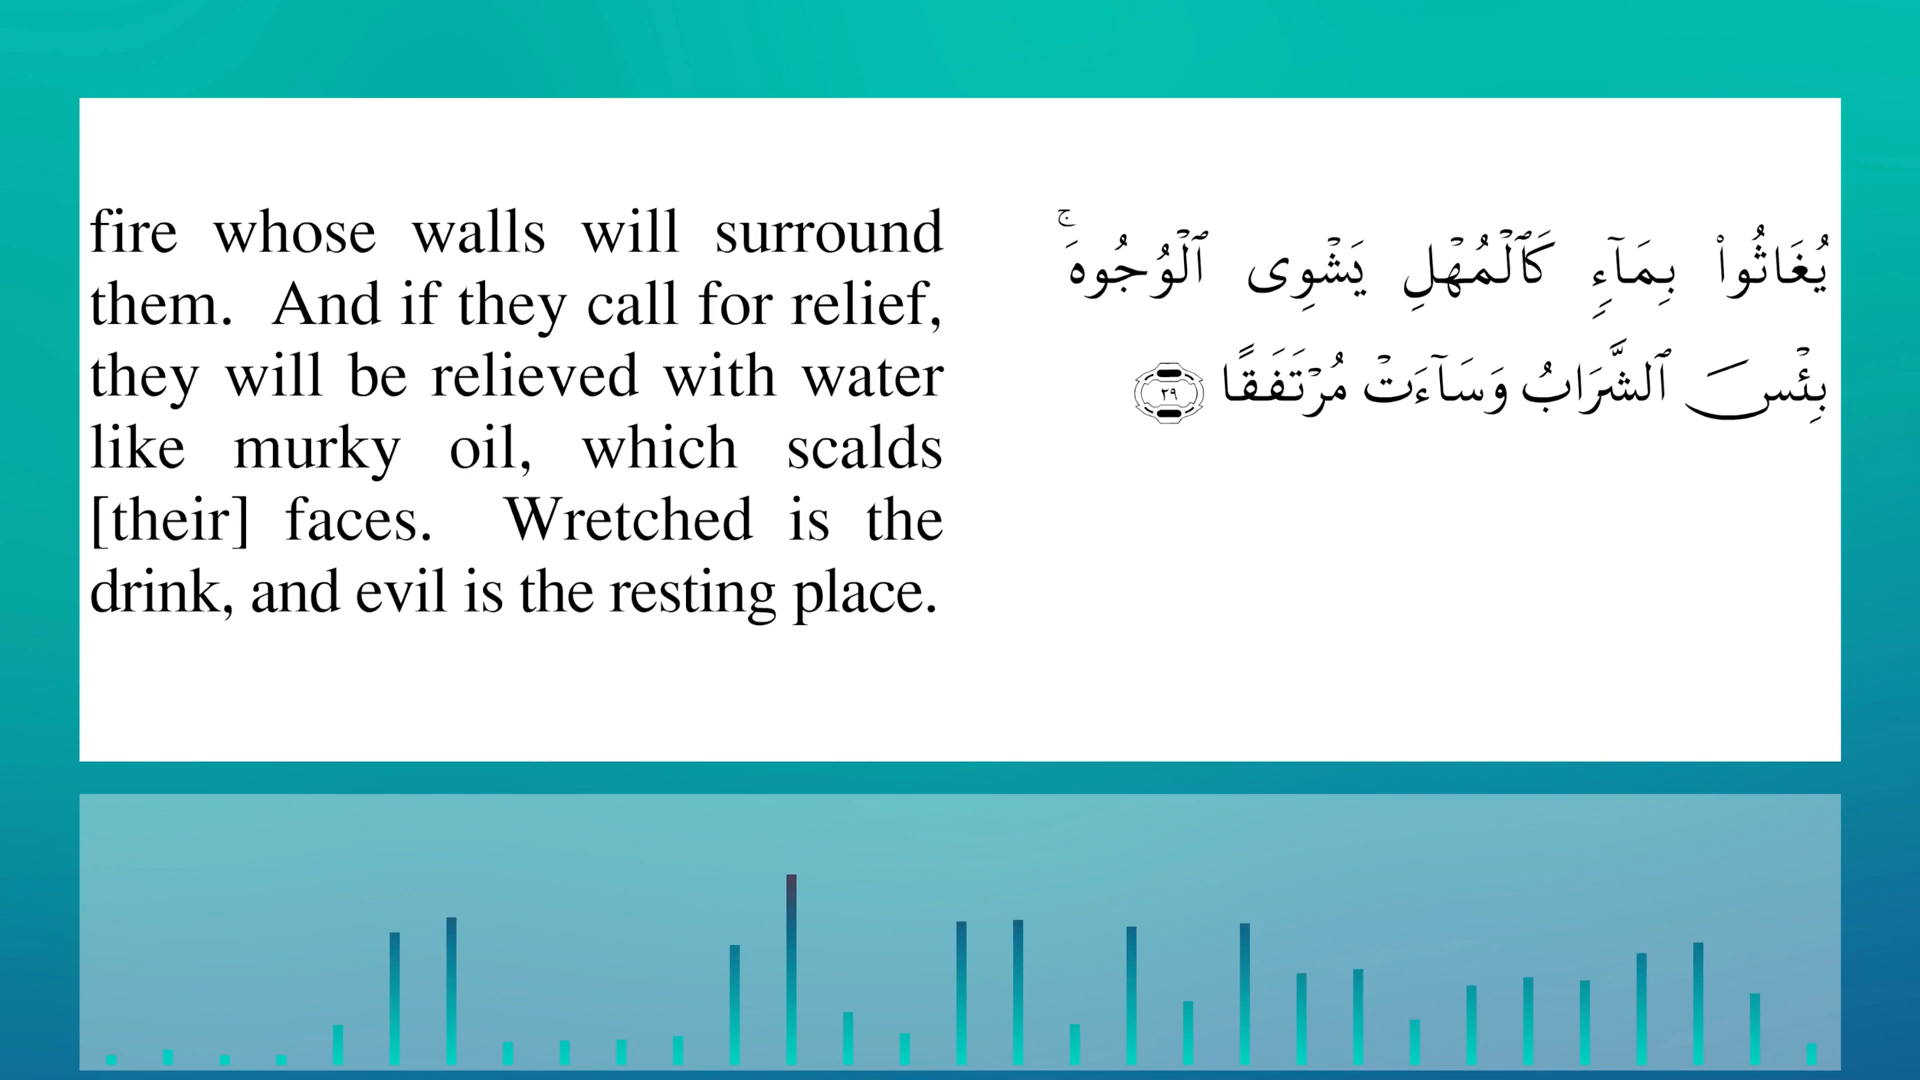 fire whose walls will surround
them. And if they call for relief,
they will be relieved with water
like murky oil, which scalds
[their] faces. Wretched is the
drink, and evil is the resting place.
يُغَاثُوا۟ بِمَآءٍۢ كَٱلْمُهْلِ يَشْوِى ٱلْوُجُوهَ ۚ
بِئْسَ ٱلشَّرَابُ وَسَآءَتْ مُرْتَفَقًا ٢٩